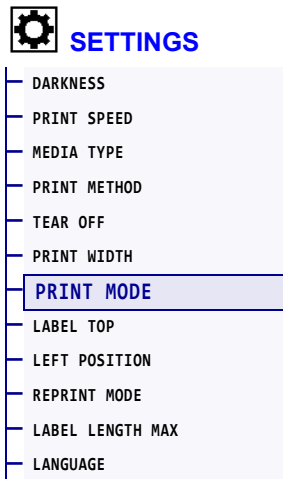 SETTINGS
DARKNESS
PRINT SPEED
MEDIA TYPE
PRINT METHOD
TEAR OFF
PRINT WIDTH
PRINT MODE
LABEL TOP
LEFT POSITION
REPRINT MODE
LABEL LENGTH MAX
LANGUAGE